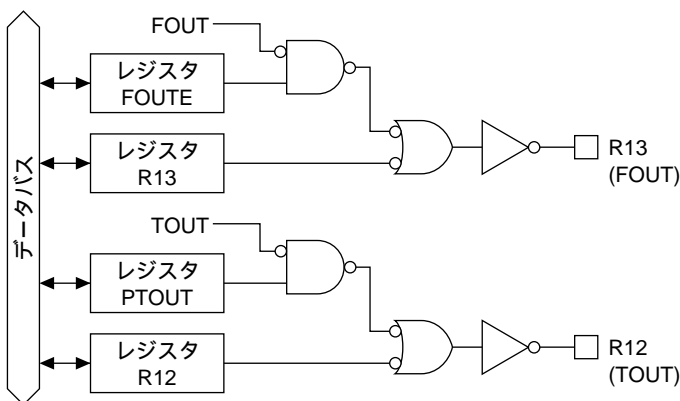 FOUT
レジスタ
FOUTE
レジスタ
R13
R13
(FOUT)
データバス
TOUT
レジスタ
PTOUT
レジスタ
R12
R12
(TOUT)